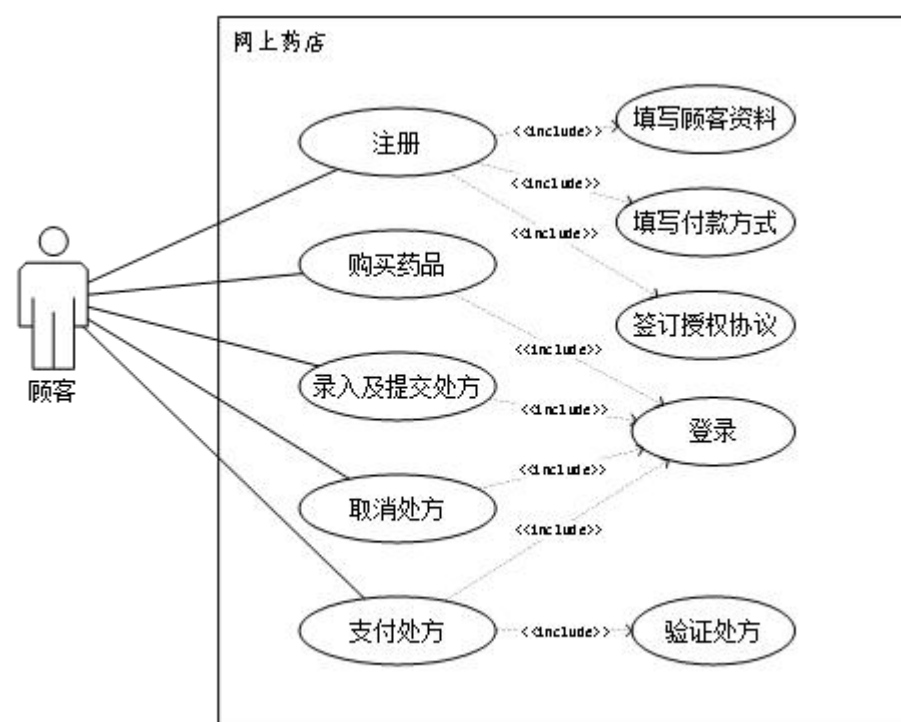 网上药店
注册
<<include>>
填写顾客资料
<<include>>
填写付款方式
<<include>>
签订授权协议
购买药品
<<include>>
录入及提交处方
<<include>>
登录
顾客
取消处方
<<include>>
<<include>>
支付处方
<<include>>
验证处方